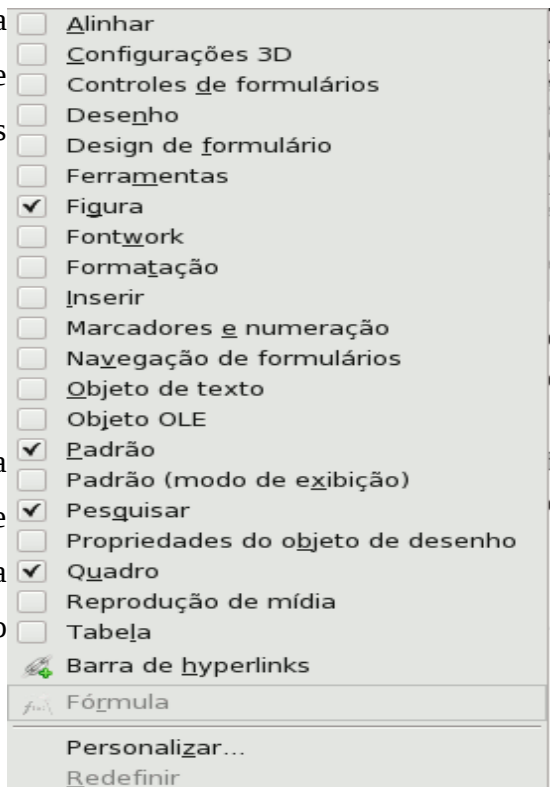 Alinhar
Configurações 3D
Controles de formulários
Desenho
Design de formulário
Ferramentas
Figura
Fontwork
Formatação
Inserir
Marcadores e numeração
Navegação de formulários
Objeto de texto
Objeto OLE
Padrão
Padrão (modo de exibição)
Pesquisar
Propriedades do objeto de desenho
Quadro
Reprodução de mídia
Tabela
Barra de hyperlinks
Fórmula
Personalizar...
Redefinir